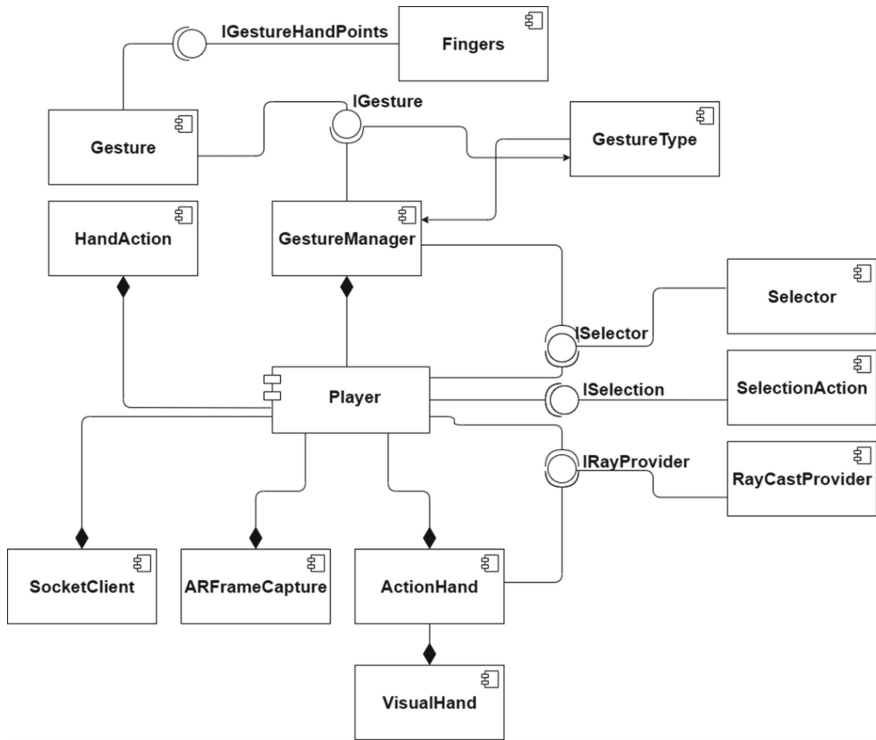 IGestureHandPoints
Fingers
IGesture
Gesture
GestureType
HandAction
GestureManager
Selector
ISelector
Player
ISelection
SelectionAction
IRayProvider
RayCastProvider
SocketClient
ARFrameCapture
ActionHand
VisualHand